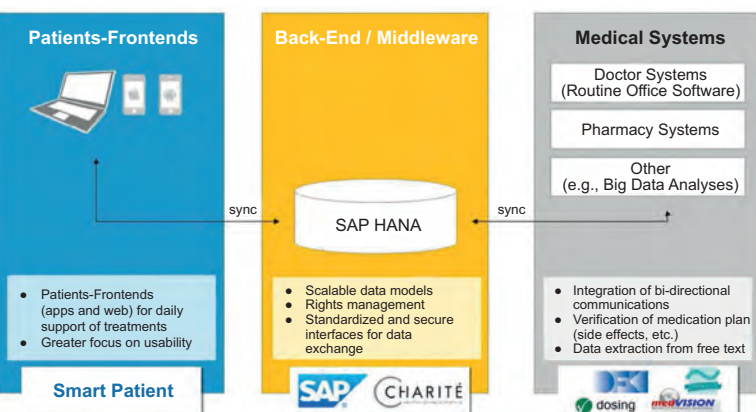 Patients-Frontends
Back-End / Middleware
Medical Systems
Doctor Systems
(Routine Office Software)
Pharmacy Systems
Other
(e.g., Big Data Analyses)
sync
SAP HANA
sync
● Patients-Frontends
(apps and web) for daily
support of treatments
● Greater focus on usability
● Scalable data models
● Rights management
● Standardized and secure
interfaces for data
exchange
● Integration of bi-directional
communications
● Verification of medication plan
(side effects, etc.)
● Data extraction from free text
Smart Patient
SAP
CHARITÉ
dosing
medVISION